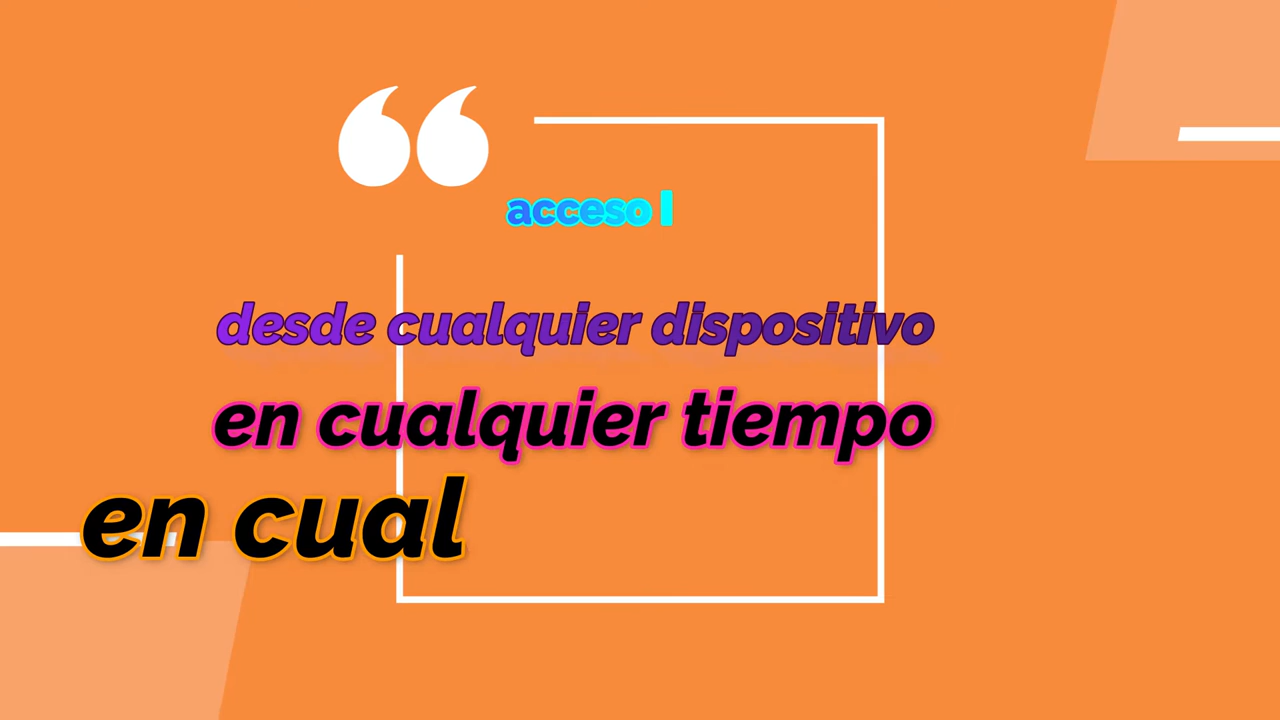 acceso l
desde cualquier dispositivo
en cualquier tiempo
en cual